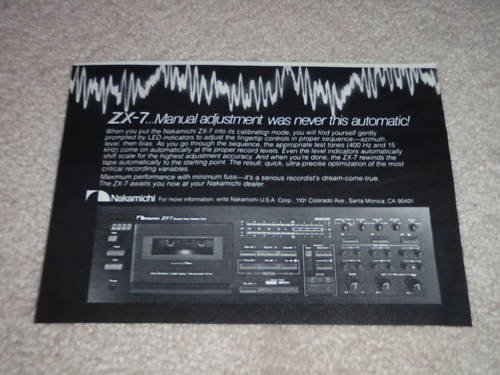 ZX-7...Manual adjustment was never this automatic!
When you put the Nakamichi ZX-7 into its calibration mode, you will find yourself gently
prompted by LED indicators to adjust the fingertip controls in proper sequence—azimuth,
level, then bias. As you go through the sequence, the appropriate test tones (400 Hz and 15
kHz) come on automatically at the proper record levels. Even the level indicators automatically
shift scale for the highest adjustment accuracy. And when you're done, the ZX-7 rewinds the
tape automatically to the starting point. The result: quick, ultra-precise optimization of the most
critical recording variables.
Maximum performance with minimum fuss—it's a serious recordist's dream-come-true.
The ZX-7 awaits you now at your Nakamichi dealer.
Nakamichi For more information, write Nakamichi U.S.A. Corp., 1101 Colorado Ave., Santa Monica, CA 90401
Nakamichi ZX-7